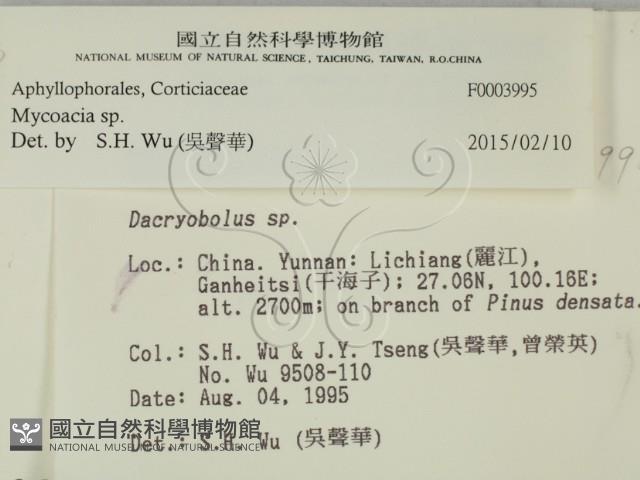 國立自然科學博物館
NATIONAL MUSEUM OF NATURAL SCIENCE, TAICHUNG, TAIWAN, R.O.CHINA
Aphyllophorales, Corticiaceae F0003995
Mycoacia sp.
Det. by S.H. Wu (吳聲華) 2015/02/10
99
Dacryobolus sp.
Loc.: China. Yunnan: Lichiang(麗江),
Ganheitsi(干海子); 27.06N, 100.16E;
alt. 2700m; on branch of Pinus densata.
Col.: S.H. Wu & J.Y. Tseng(吳聲華,曾榮英)
No. Wu 9508-110
Date: Aug. 04, 1995
Det.: S.H. Wu (吳聲華)
國立自然科學博物館
NATIONAL MUSEUM OF NATURAL SCIENCE